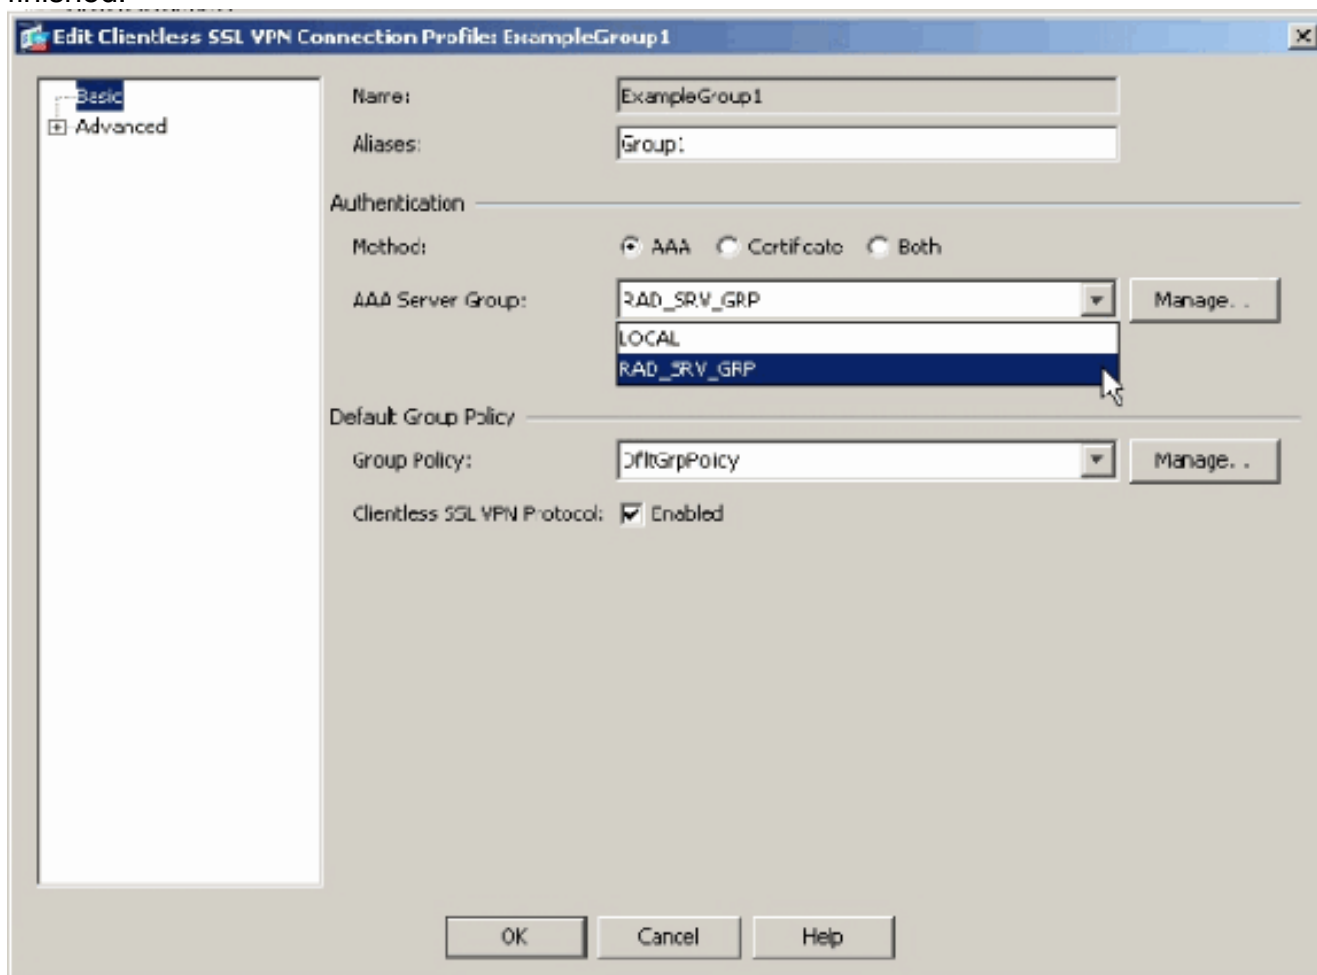 finished.
Edit Clientless SSL VPN Connection Profile: ExampleGroup1
Basic
Advanced
Name: ExampleGroup1
Aliases: Group1
Authentication
Method: AAA Certificate Both
AAA Server Group: RAD_SRV_GRP Manage. .
LOCAL
RAD_SRV_GRP
Default Group Policy
Group Policy: DfltGrpPolicy Manage. .
Clientless SSL VPN Protocol: Enabled
OK Cancel Help